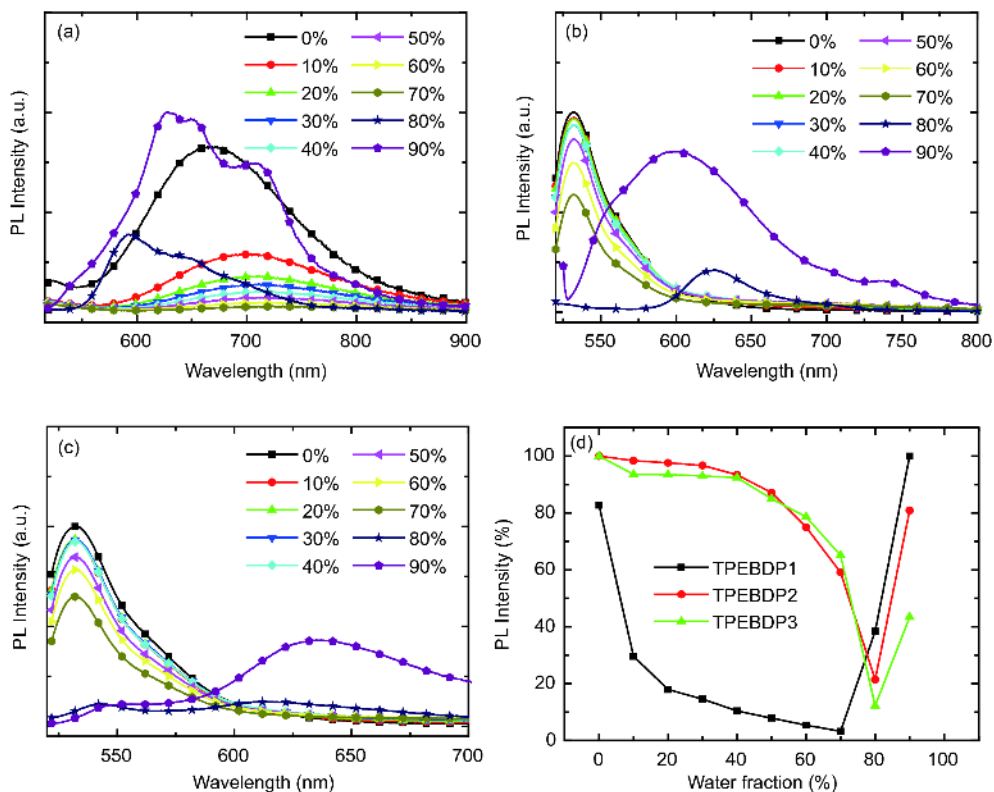 (a)
0%
10%
20%
30%
40%
50%
60%
70%
80%
90%
PL Intensity (a.u.)
600 700 800 900
Wavelength (nm)
(b)
0%
10%
20%
30%
40%
50%
60%
70%
80%
90%
PL Intensity (a.u.)
550 600 650 700 750 800
Wavelength (nm)
(c)
0%
10%
20%
30%
40%
50%
60%
70%
80%
90%
PL Intensity (a.u.)
550 600 650 700
Wavelength (nm)
(d)
100
80
60
40
20
0
PL Intensity (%)
TPEBDP1
TPEBDP2
TPEBDP3
0 20 40 60 80 100
Water fraction (%)